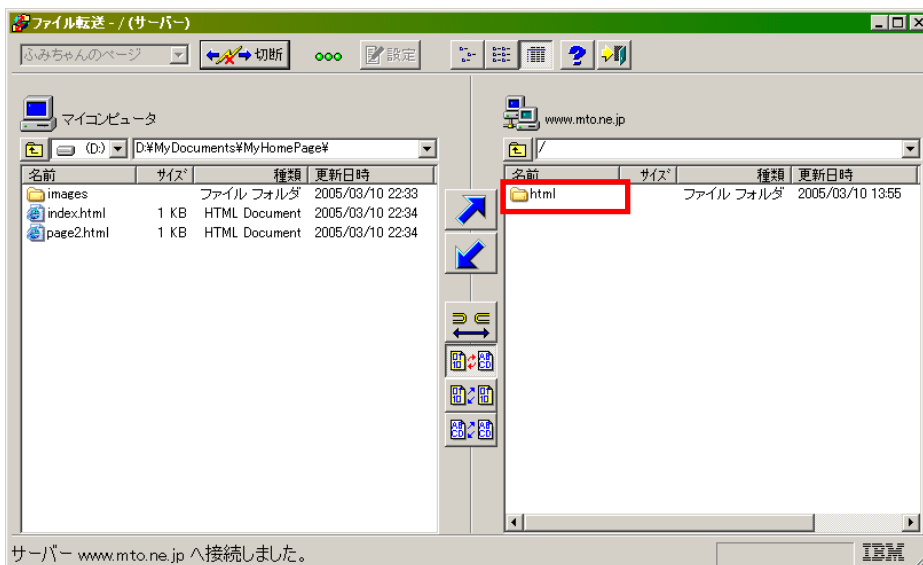 ファイル転送 - / (サーバー)
ふみちゃんのページ 切断 設定
マイコンピュータ
(D:) D:¥MyDocuments¥MyHomePage¥
名前 サイズ 種類 更新日時
images ファイル フォルダ 2005/03/10 22:33
index.html 1 KB HTML Document 2005/03/10 22:34
page2.html 1 KB HTML Document 2005/03/10 22:34
www.mto.ne.jp
/
名前 サイズ 種類 更新日時
html ファイル フォルダ 2005/03/10 13:55
サーバー www.mto.ne.jp へ接続しました。
IBM